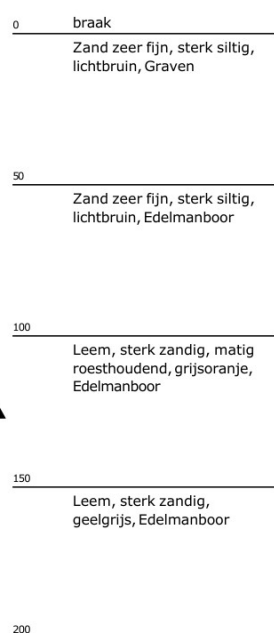 0 braak
Zand zeer fijn, sterk siltig,
lichtbruin, Graven
50
Zand zeer fijn, sterk siltig,
lichtbruin, Edelmanboor
100
Leem, sterk zandig, matig
roesthoudend, grijsoranje,
Edelmanboor
150
Leem, sterk zandig,
geelgrijs, Edelmanboor
200